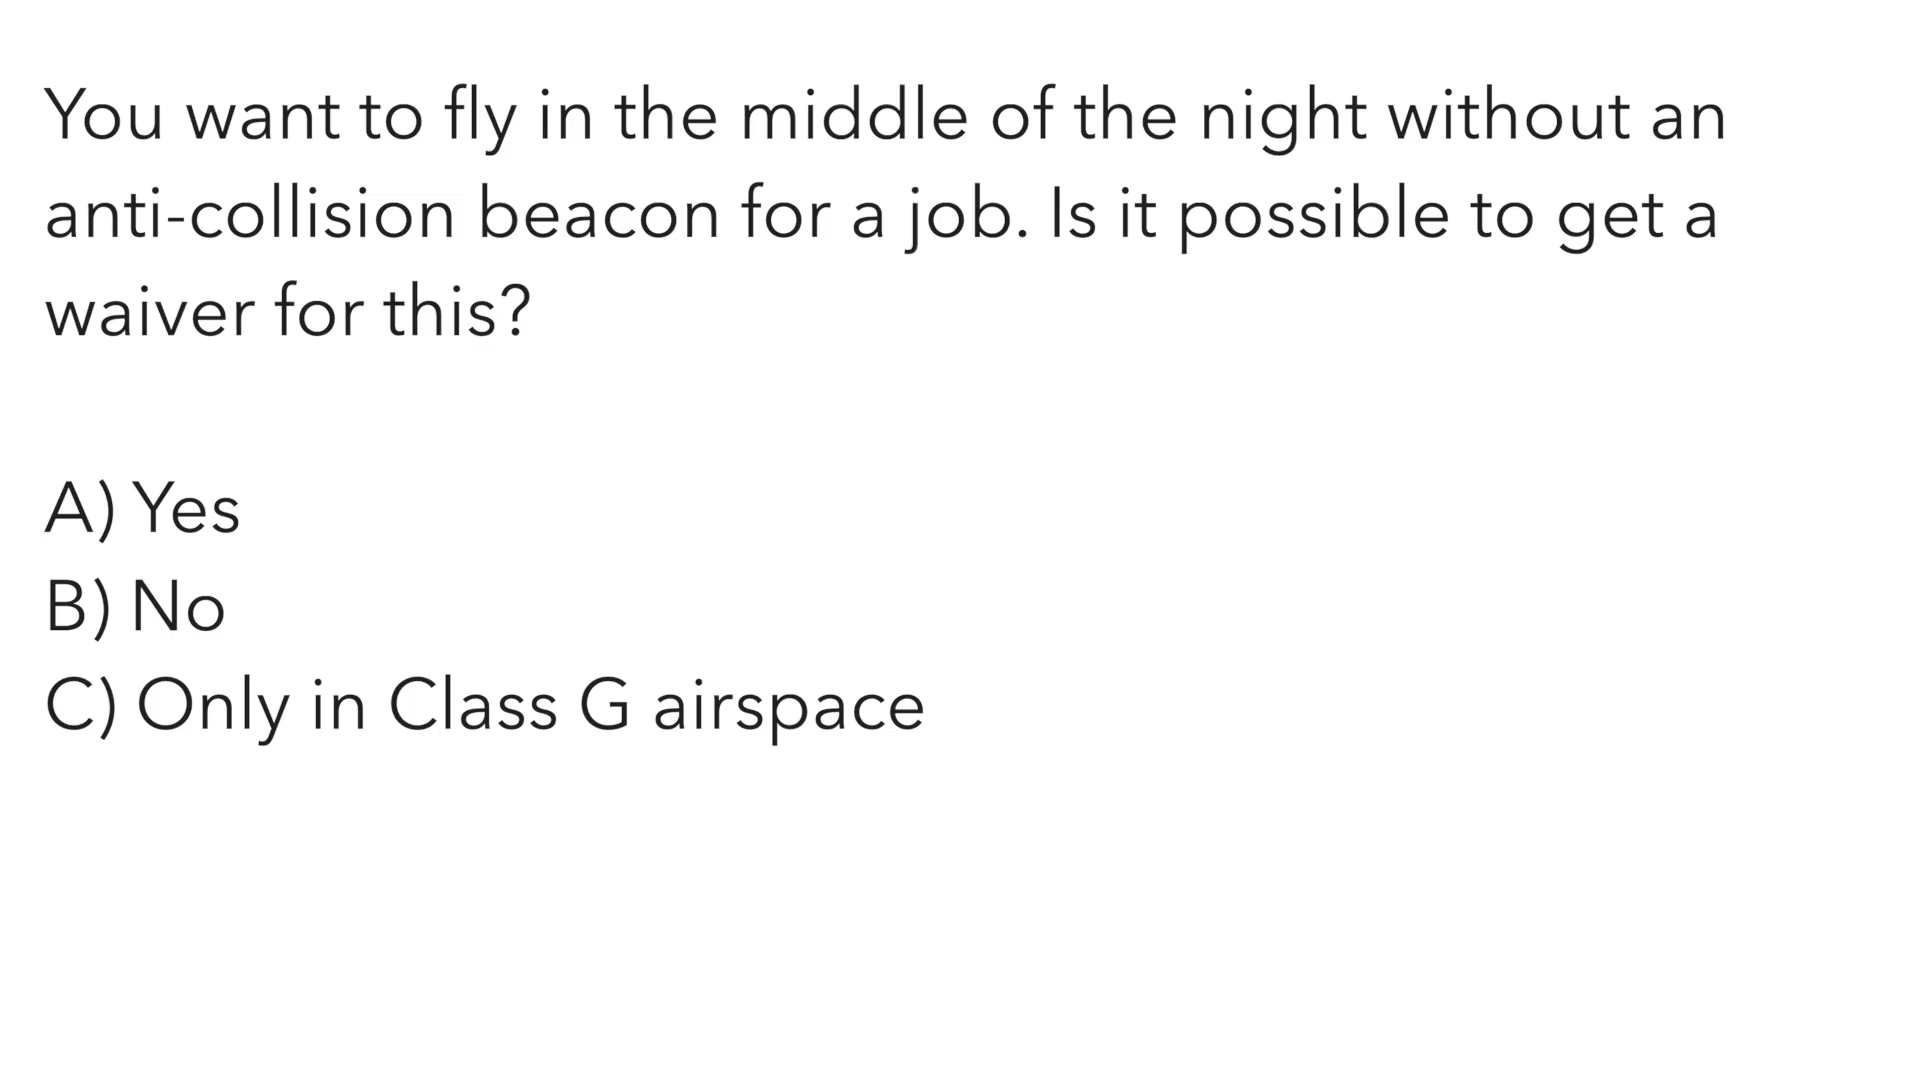 You want to fly in the middle of the night without an
anti-collision beacon for a job. Is it possible to get a
waiver for this?
A) Yes
B) No
C) Only in Class G airspace